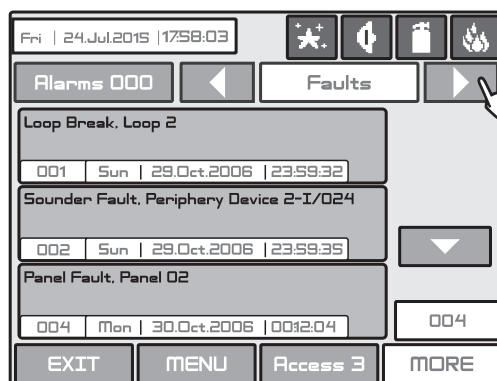 Fri | 24.Jul.2015 | 17:58:03
Alarms 000
Faults
Loop Break, Loop 2
001 | Sun | 29.Oct.2006 | 23:59:32
Sounder Fault, Periphery Device 2-I/024
002 | Sun | 29.Oct.2006 | 23:59:35
Panel Fault, Panel 02
004 | Mon | 30.Oct.2006 | 00:12:04
004
EXIT MENU Access 3 MORE